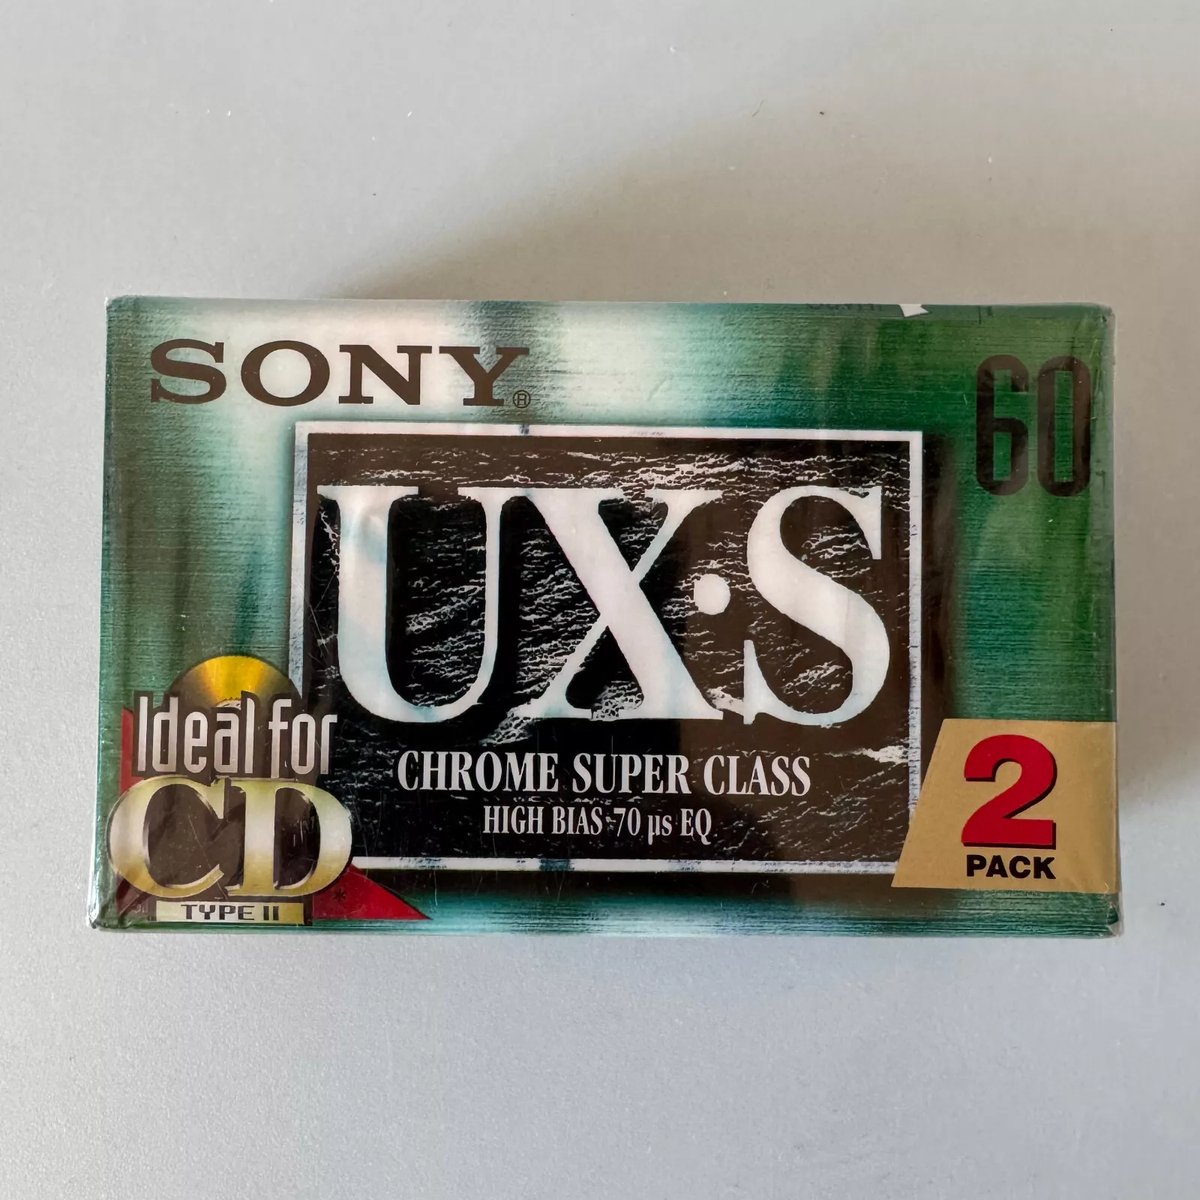 SONY®
60
UX·S
CHROME SUPER CLASS
HIGH BIAS·70 µs EQ
Ideal for
CD
TYPE II
2
PACK